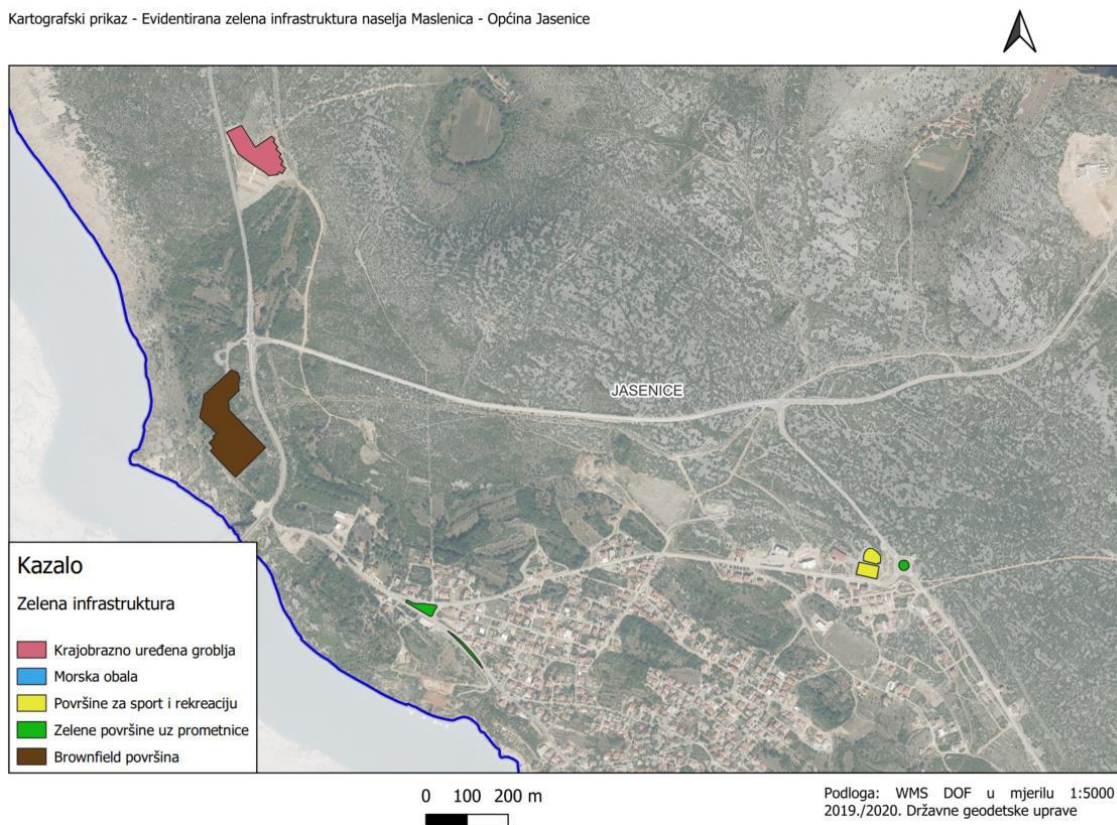 Kartografski prikaz - Evidentirana zelena infrastruktura naselja Maslenica - Općina Jasenice
JASENICE
Kazalo
Zelena infrastruktura
Krajobrazno uređena groblja
Morska obala
Površine za sport i rekreaciju
Zelene površine uz prometnice
Brownfield površina
0 100 200 m
Podloga: WMS DOF u mjerilu 1:5000
2019./2020. Državne geodetske uprave